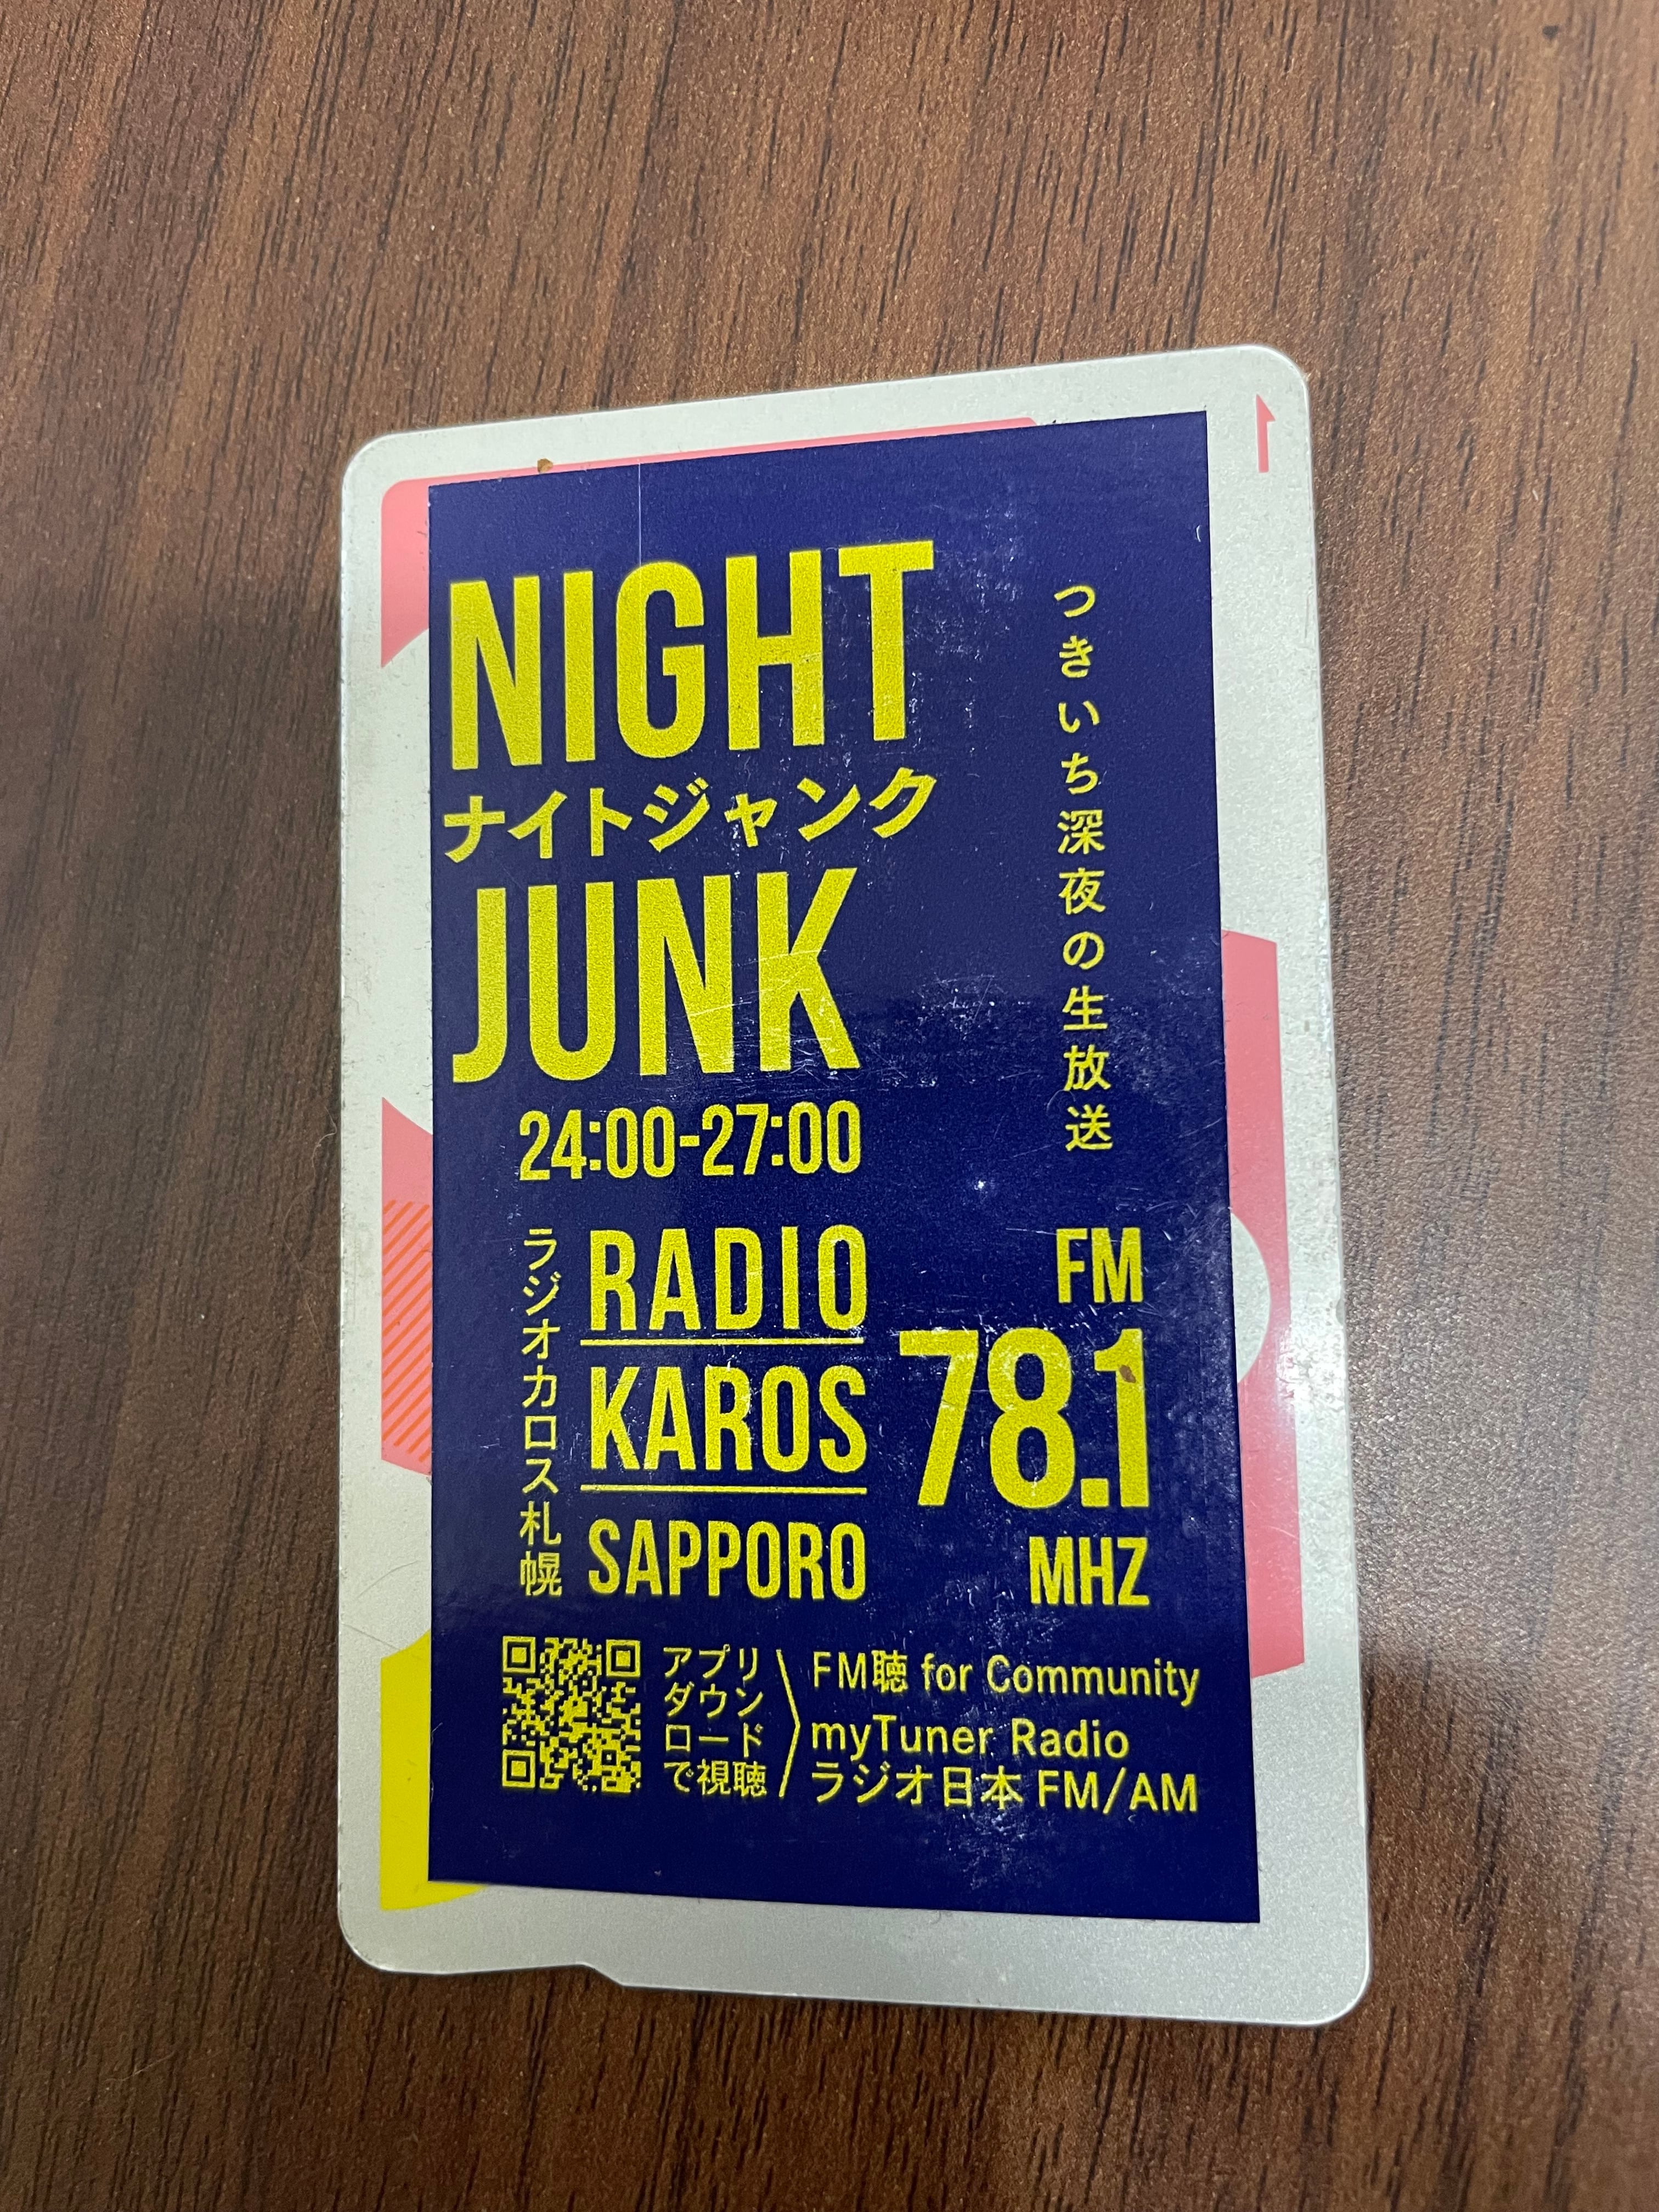 NIGHT
ナイトジャンク
JUNK
24:00-27:00
つきいち深夜の生放送
ラジオカロス札幌
RADIO
KAROS
SAPPORO
FM
78.1
MHZ
アプリ
ダウン
ロード
で視聴
FM聴 for Community
myTuner Radio
ラジオ日本 FM/AM